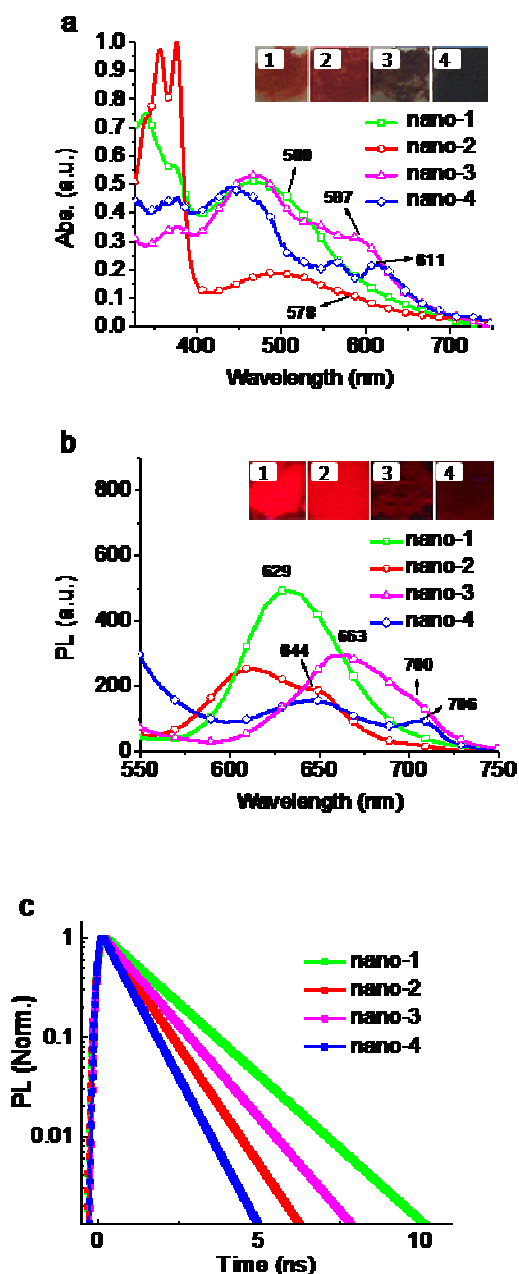 a
1 2 3 4
nano-1
nano-2
nano-3
nano-4
1.0
0.9
0.8
0.7
0.6
0.5
0.4
0.3
0.2
0.1
0.0
Abs. (a.u.)
578
611
400 500 600 700
Wavelength (nm)
b
1 2 3 4
nano-1
nano-2
nano-3
nano-4
800
600
400
200
0
PL (a.u.)
629
644
663
700
706
550 600 650 700 750
Wavelength (nm)
c
nano-1
nano-2
nano-3
nano-4
1
0.1
0.01
PL (Norm.)
0 5 10
Time (ns)